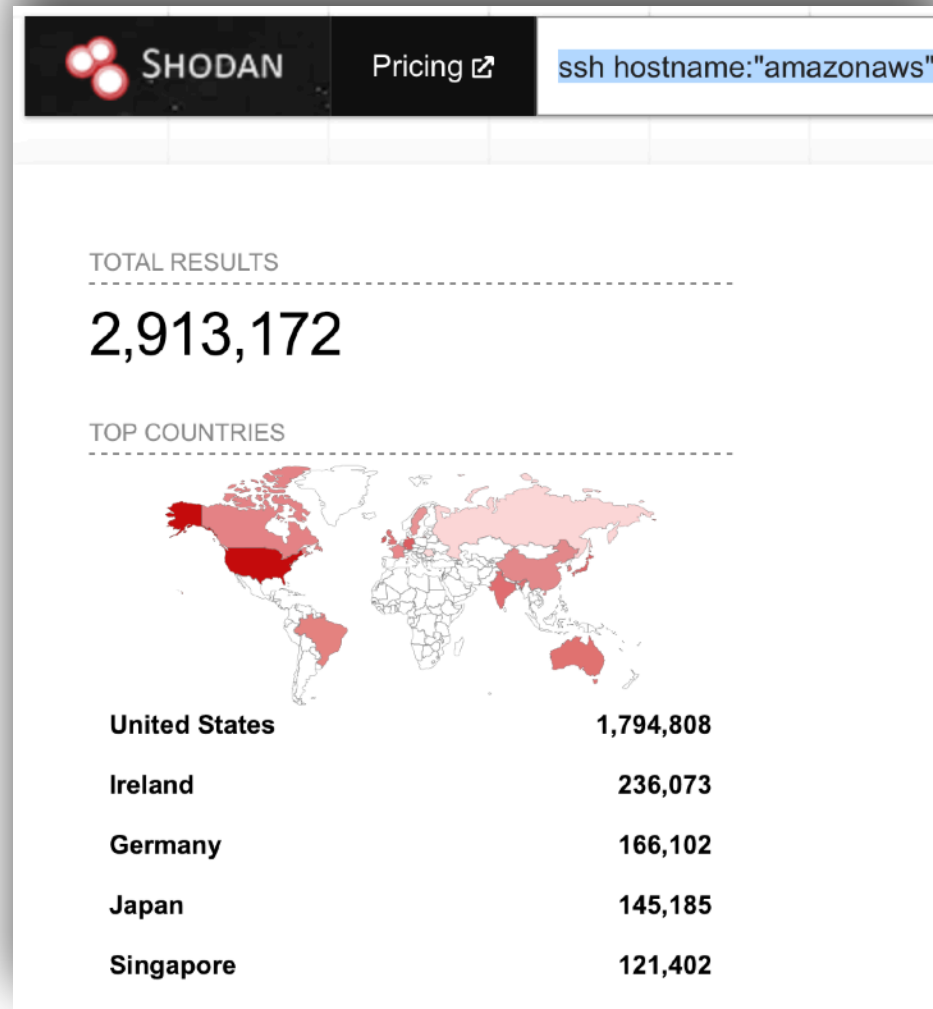 SHODAN Pricing ssh hostname:"amazonaws"
TOTAL RESULTS
2,913,172
TOP COUNTRIES
United States 1,794,808
Ireland 236,073
Germany 166,102
Japan 145,185
Singapore 121,402